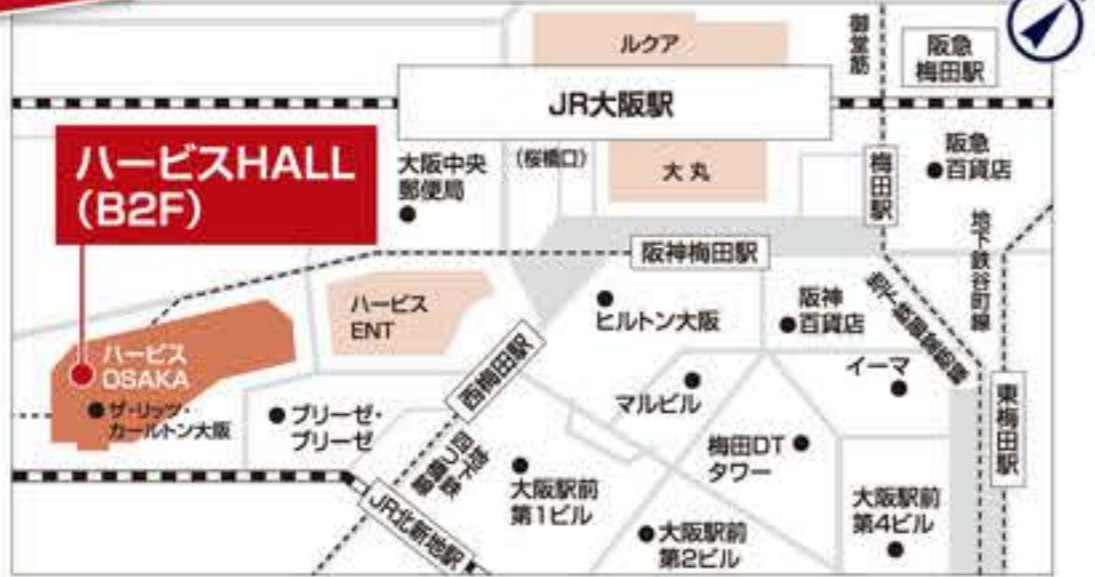 ルクア
御堂筋
阪急
梅田駅
JR大阪駅
ハービスHALL
(B2F)
大阪中央
郵便局
(桜橋口)
大丸
梅田駅
阪急
百貨店
地下鉄谷町線
阪神梅田駅
ハービス
ENT
ヒルトン大阪
阪神
百貨店
地下鉄御堂筋線
イーマ
ハービス
OSAKA
ザ・リッツ・
カールトン大阪
ブリーゼ・
ブリーゼ
西梅田駅
マルビル
東梅田駅
地下鉄
四つ橋線
梅田DT
タワー
大阪駅前
第1ビル
大阪駅前
第4ビル
JR北新地駅
大阪駅前
第2ビル